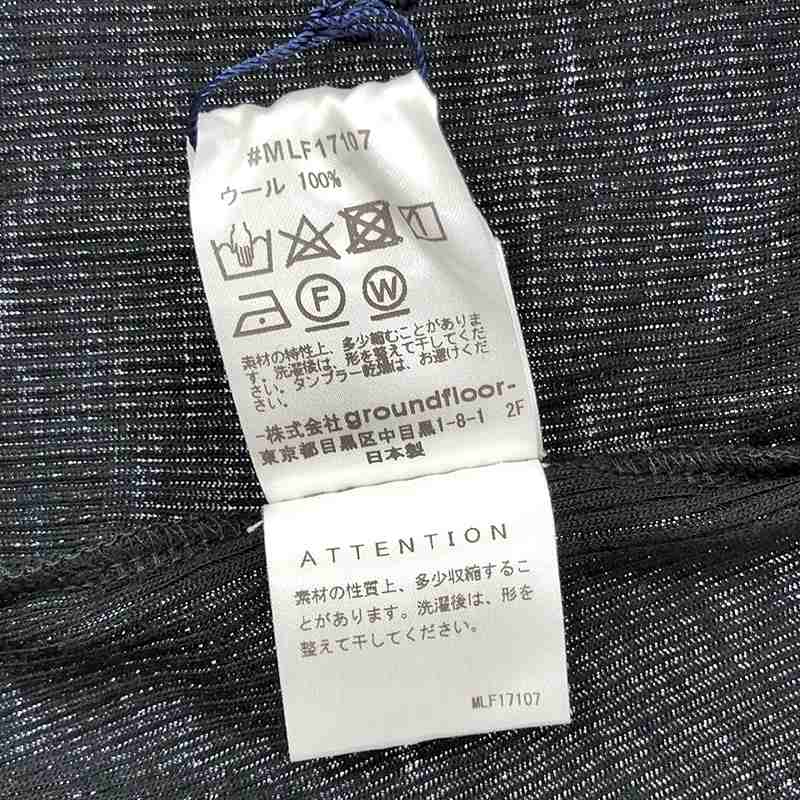 #MLF17107
ウール 100%
F W
素材の特性上、多少縮むことがありま
す。洗濯後は、形を整えて干してくだ
さい。タンブラー乾燥は、お避けくだ
さい。
-株式会社groundfloor-
東京都目黒区中目黒1-8-1 2F
日本製
ATTENTION
素材の性質上、多少収縮するこ
とがあります。洗濯後は、形を
整えて干してください。
MLF17107